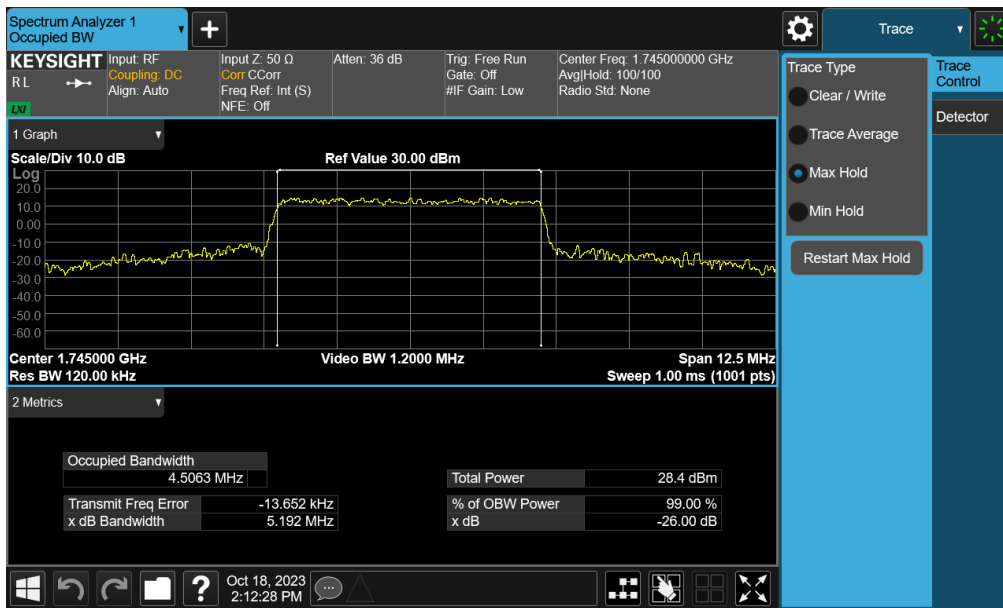 Spectrum Analyzer 1
Occupied BW
+
Trace
KEYSIGHT
R L
LXI
Input: RF
Coupling: DC
Align: Auto
Input Z: 50 Ω
Corr CCorr
Freq Ref: Int (S)
NFE: Off
Atten: 36 dB
Trig: Free Run
Gate: Off
#IF Gain: Low
Center Freq: 1.745000000 GHz
Avg|Hold: 100/100
Radio Std: None
Trace Type
Clear / Write
Trace Average
Max Hold
Min Hold
Restart Max Hold
Trace
Control
Detector
1 Graph
Scale/Div 10.0 dB
Ref Value 30.00 dBm
Log
20.0
10.0
0.00
-10.0
-20.0
-30.0
-40.0
-50.0
-60.0
Center 1.745000 GHz
Video BW 1.2000 MHz
Span 12.5 MHz
Res BW 120.00 kHz
Sweep 1.00 ms (1001 pts)
2 Metrics
Occupied Bandwidth
4.5063 MHz
Total Power 28.4 dBm
Transmit Freq Error -13.652 kHz
% of OBW Power 99.00 %
x dB Bandwidth 5.192 MHz
x dB -26.00 dB
?
Oct 18, 2023
2:12:28 PM